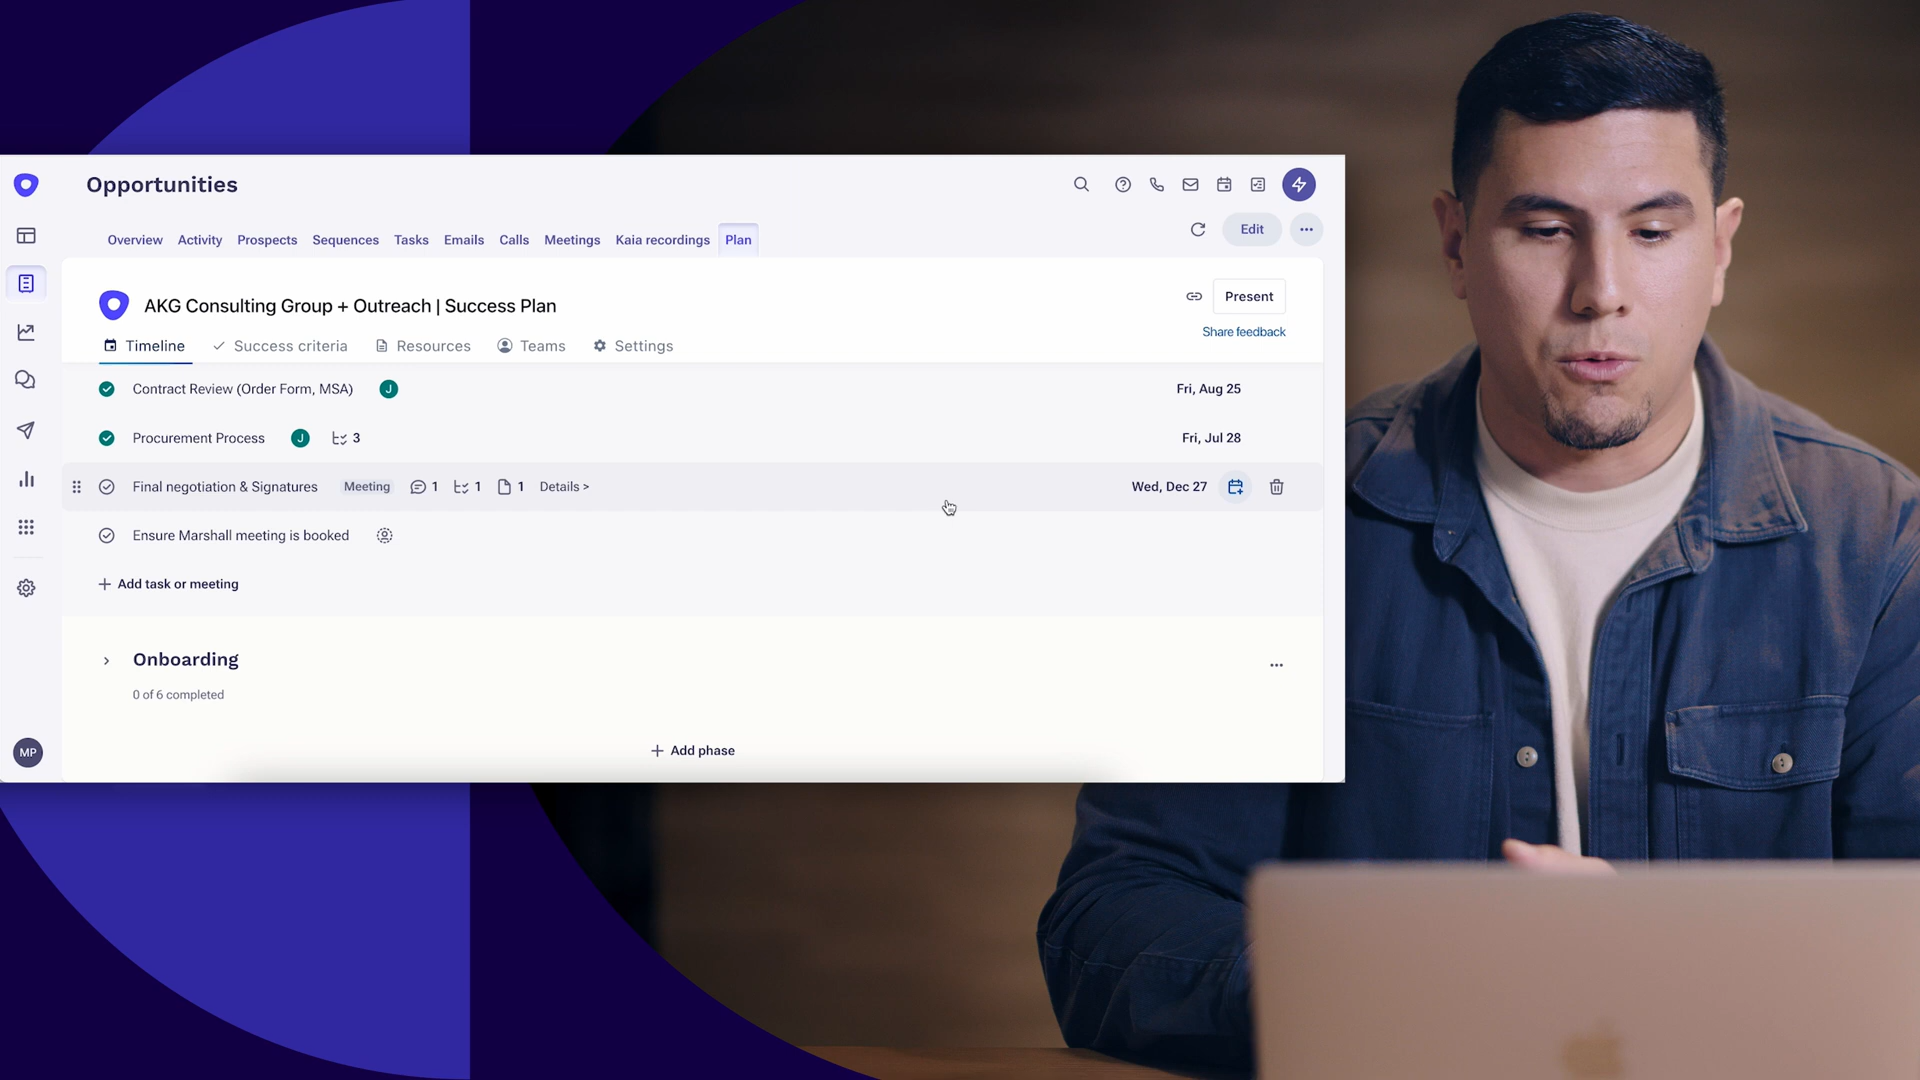 Opportunities
Overview Activity Prospects Sequences Tasks Emails Calls Meetings Kaia recordings Plan
Edit
AKG Consulting Group + Outreach | Success Plan
Present
Share feedback
Timeline Success criteria Resources Teams Settings
Contract Review (Order Form, MSA) J Fri, Aug 25
Procurement Process J 3 Fri, Jul 28
Final negotiation & Signatures Meeting 1 1 1 Details > Wed, Dec 27
Ensure Marshall meeting is booked
+ Add task or meeting
Onboarding
0 of 6 completed
MP
+ Add phase